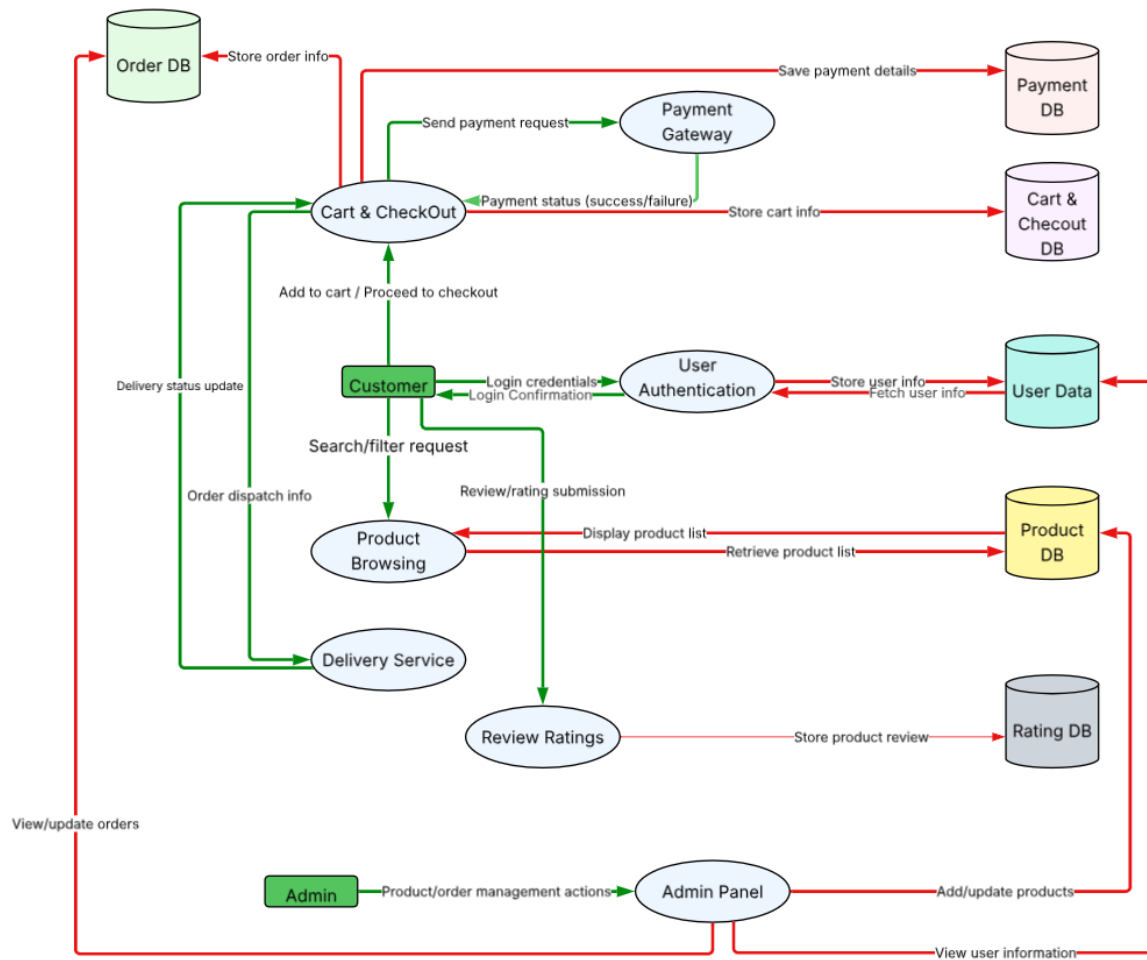 Order DB
Store order info
Save payment details
Payment
DB
Payment
Gateway
Send payment request
Payment status (success/failure)
Cart & CheckOut
Store cart info
Cart &
Checout
DB
Add to cart / Proceed to checkout
Delivery status update
Customer
Login credentials
Login Confirmation
User
Authentication
Store user info
Fetch user info
User Data
Search/filter request
Order dispatch info
Review/rating submission
Product
Browsing
Display product list
Retrieve product list
Product
DB
Delivery Service
Review Ratings
Store product review
Rating DB
View/update orders
Admin
Product/order management actions
Admin Panel
Add/update products
View user information